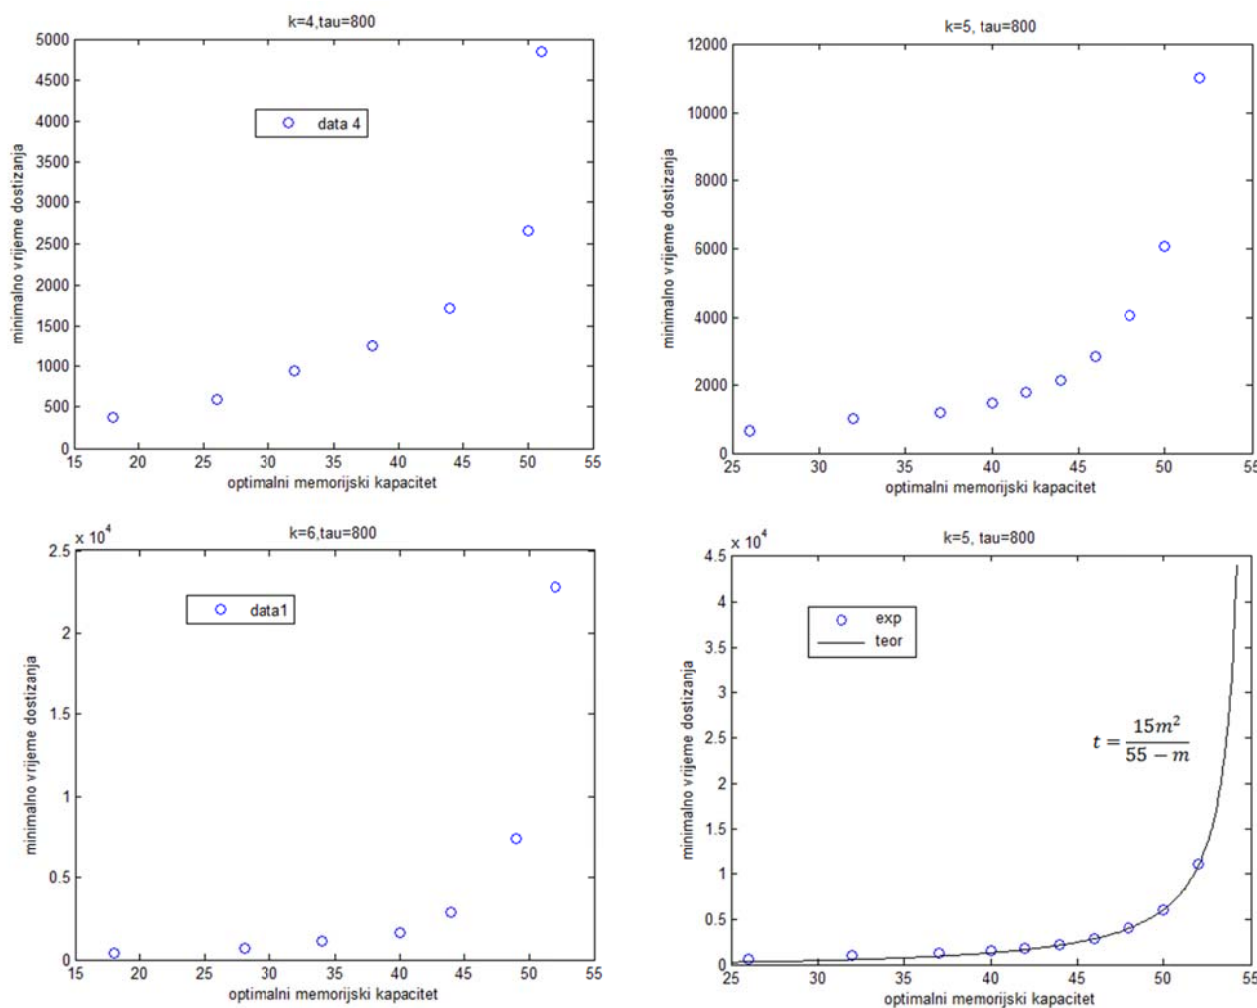 k=4,tau=800
5000
4500
4000
3500
3000
2500
2000
1500
1000
500
0
minimalno vrijeme dostizanja
data 4
15 20 25 30 35 40 45 50 55
optimalni memorijski kapacitet
k=5, tau=800
12000
10000
8000
6000
4000
2000
0
minimalno vrijeme dostizanja
25 30 35 40 45 50 55
optimalni memorijski kapacitet
k=6,tau=800
x 10^4
2.5
2
1.5
1
0.5
0
minimalno vrijeme dostizanja
data1
15 20 25 30 35 40 45 50 55
optimalni memorijski kapacitet
k=5, tau=800
x 10^4
4.5
4
3.5
3
2.5
2
1.5
1
0.5
0
minimalno vrijeme dostizanja
exp
teor
t = 15m² / 55 − m
25 30 35 40 45 50 55
optimalni memorijski kapacitet